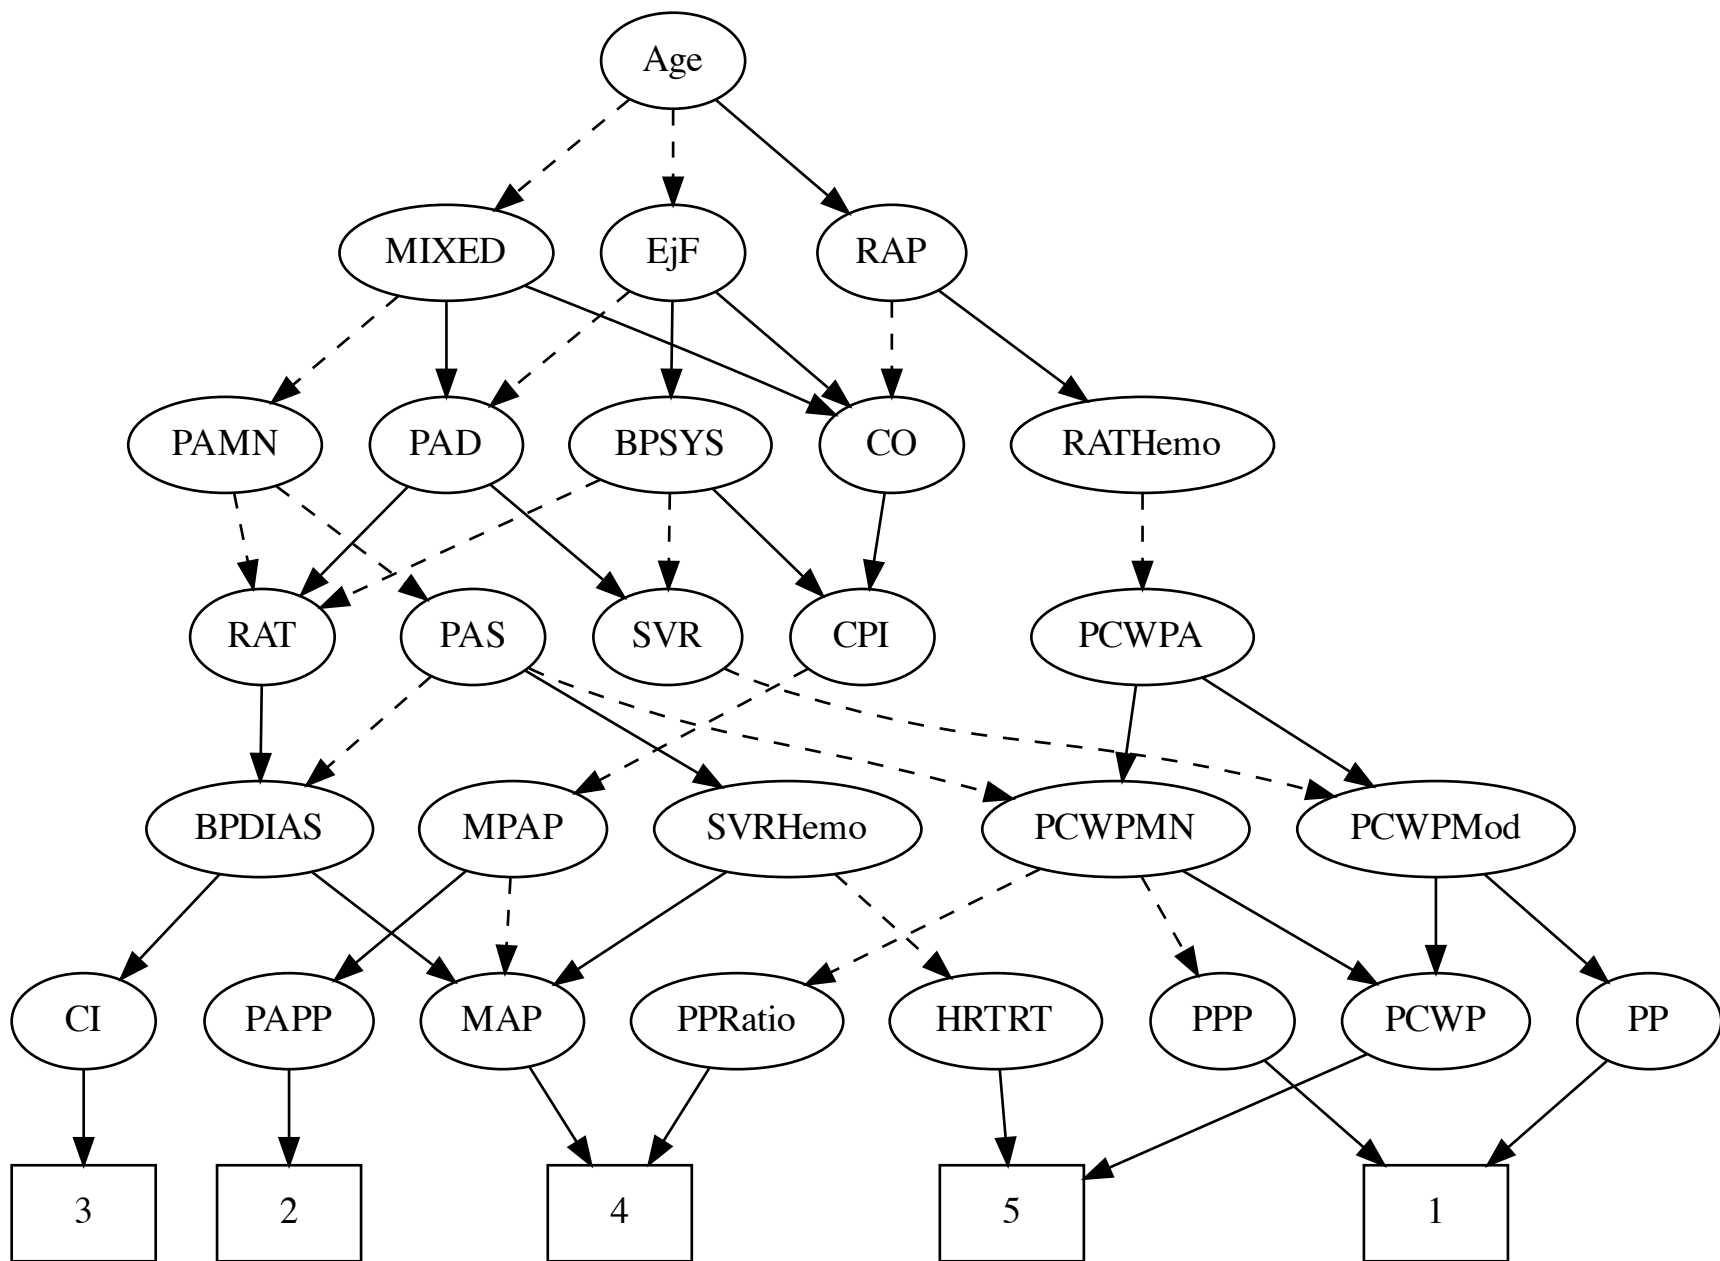 Age
MIXED
EjF
RAP
PAMN
PAD
BPSYS
CO
RATHemo
RAT
PAS
SVR
CPI
PCWPA
BPDIAS
MPAP
SVRHemo
PCWPMN
PCWPMod
CI
PAPP
MAP
PPRatio
HRTRT
PPP
PCWP
PP
3
2
4
5
1